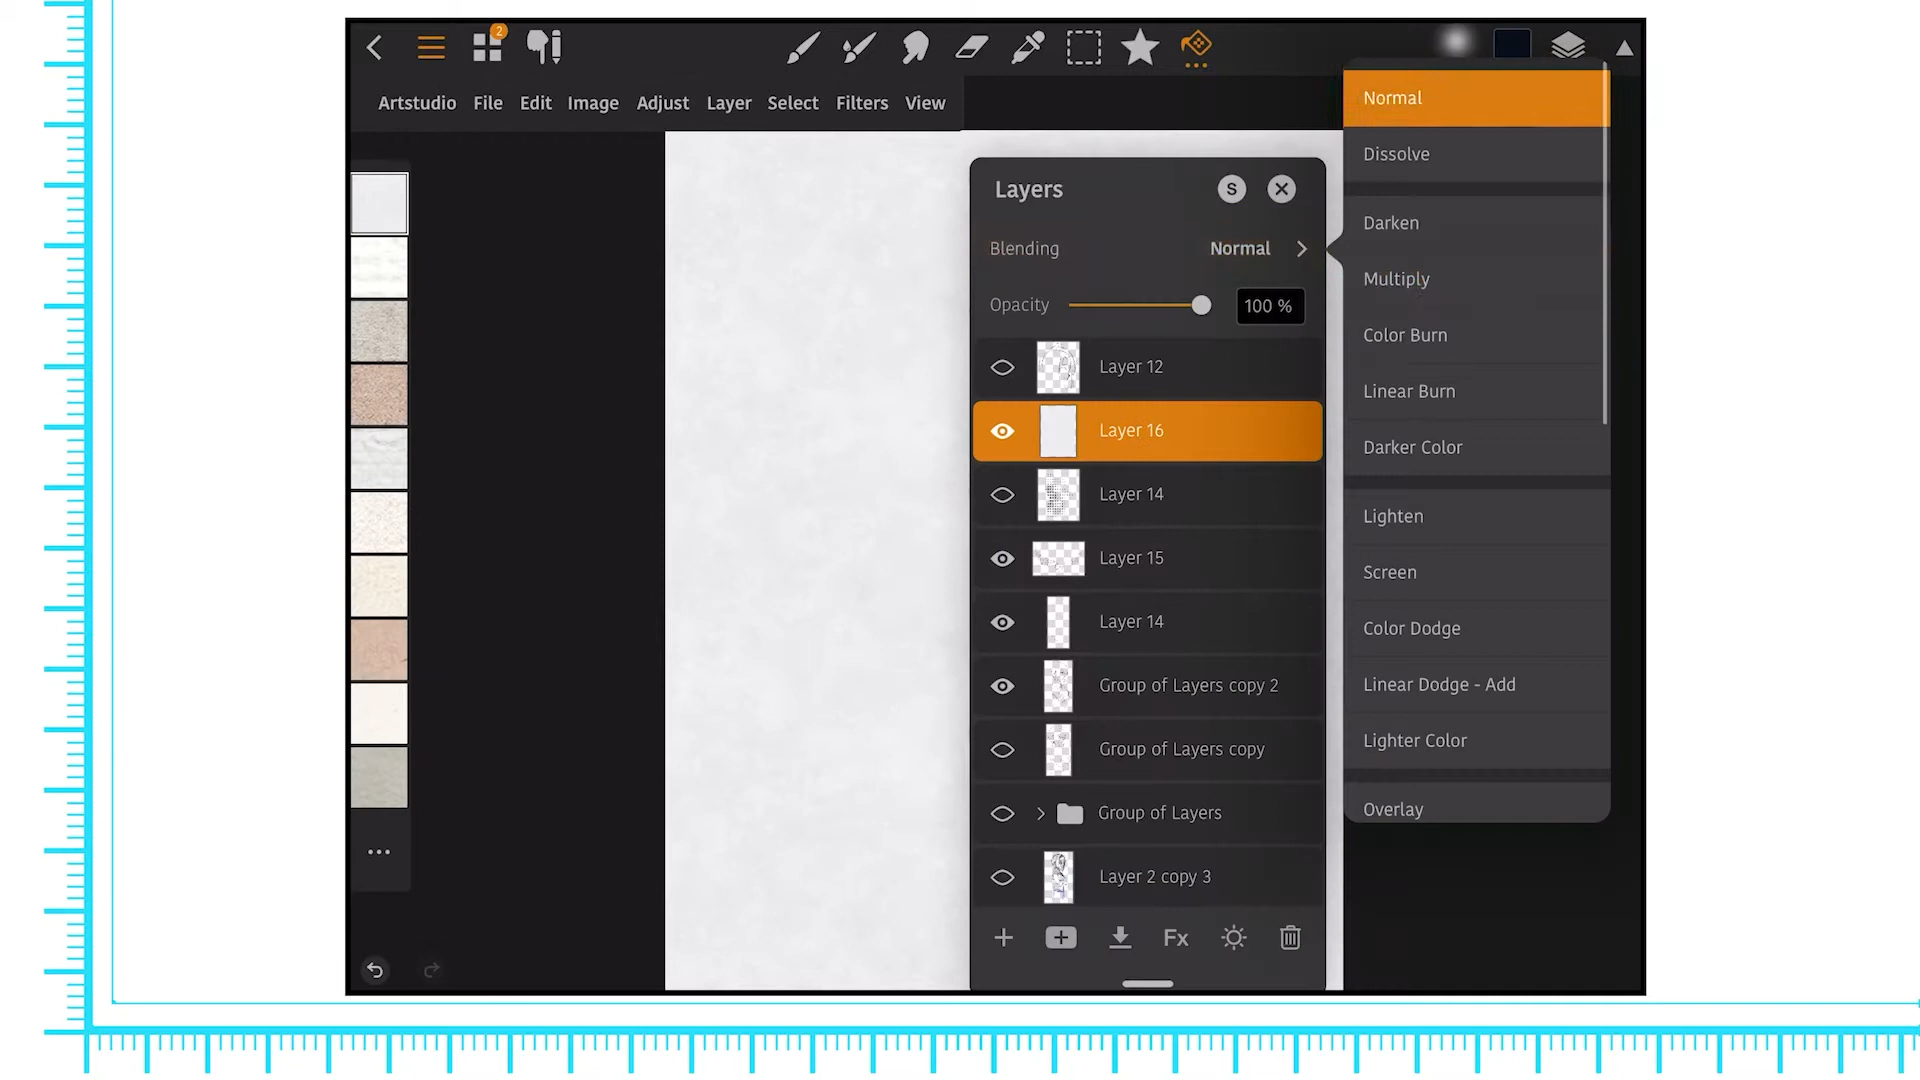 2
Artstudio File Edit Image Adjust Layer Select Filters View
Layers S
Blending Normal
Opacity 100 %
Layer 12
Layer 16
Layer 14
Layer 15
Layer 14
Group of Layers copy 2
Group of Layers copy
Group of Layers
Layer 2 copy 3
Fx
Normal
Dissolve
Darken
Multiply
Color Burn
Linear Burn
Darker Color
Lighten
Screen
Color Dodge
Linear Dodge - Add
Lighter Color
Overlay